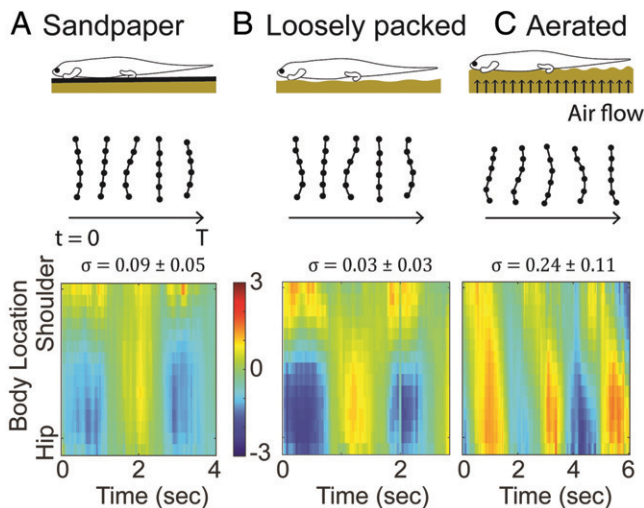 A Sandpaper
B Loosely packed
C Aerated
Air flow
t = 0
T
σ = 0.09 ± 0.05
σ = 0.03 ± 0.03
σ = 0.24 ± 0.11
Body Location
Shoulder
Hip
3
0
-3
0 2 4
Time (sec)
0 2
Time (sec)
0 2 4 6
Time (sec)